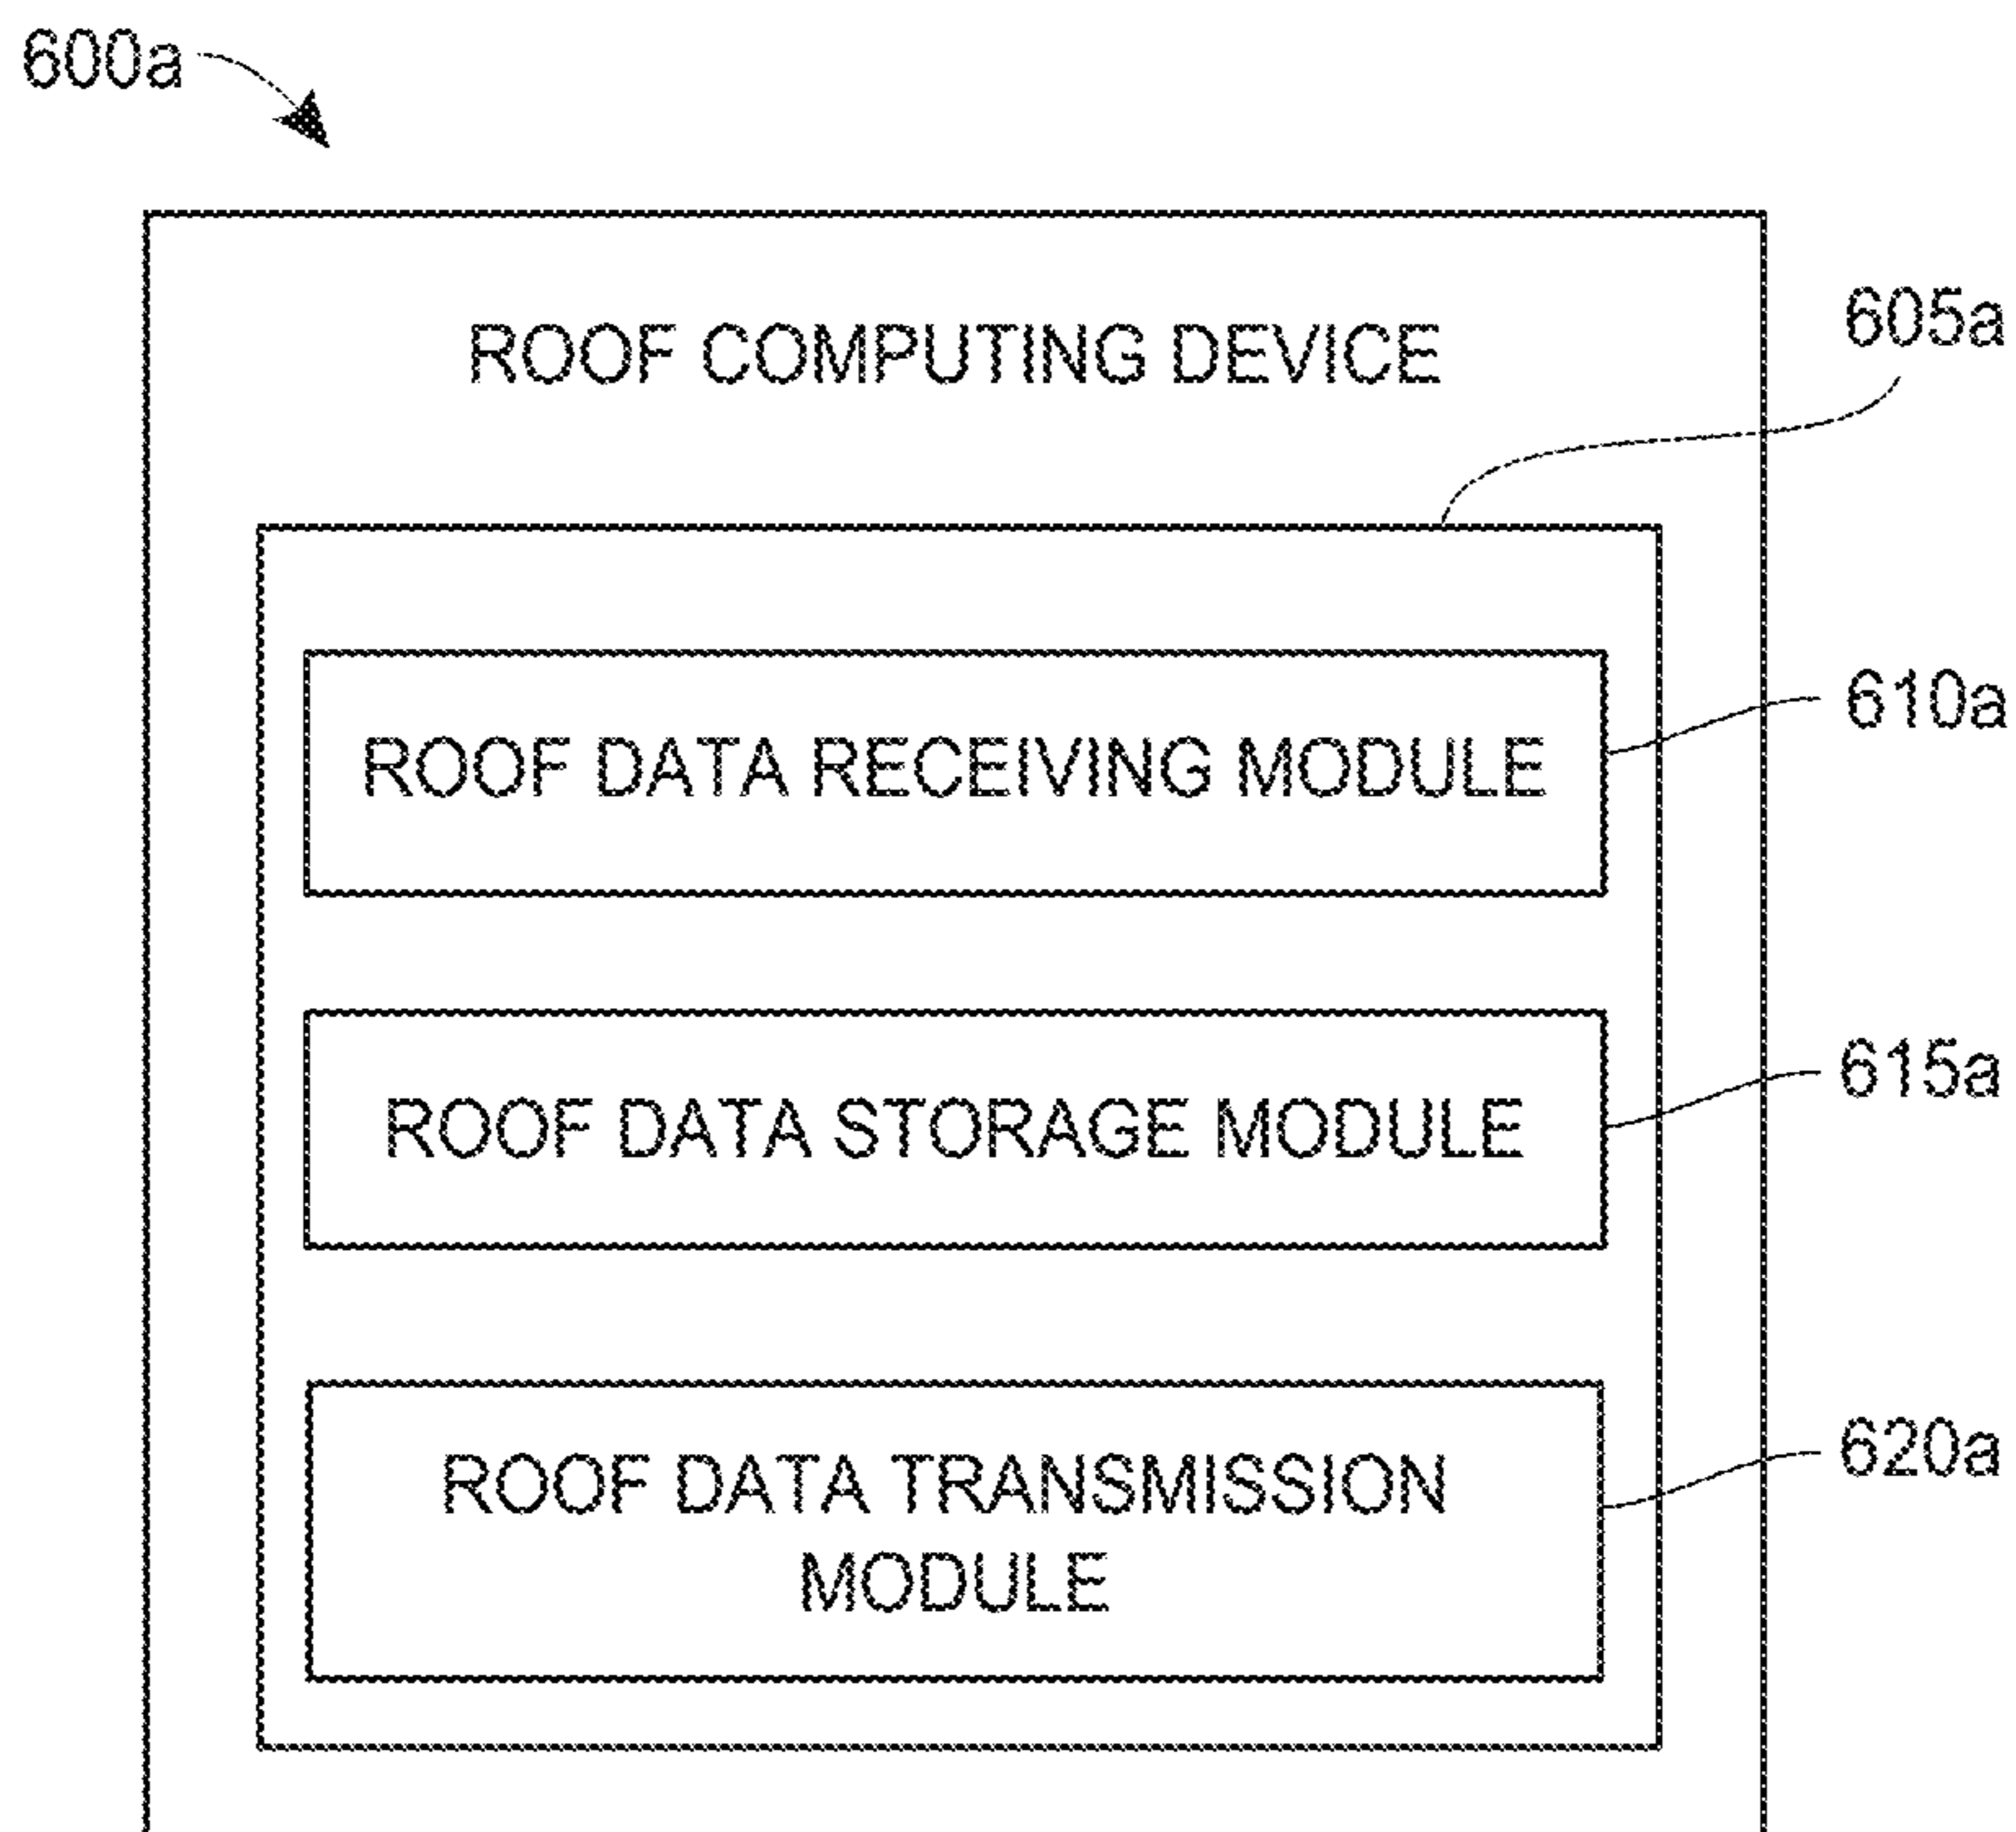 600a
ROOF COMPUTING DEVICE
605a
ROOF DATA RECEIVING MODULE
610a
ROOF DATA STORAGE MODULE
615a
ROOF DATA TRANSMISSION
MODULE
620a